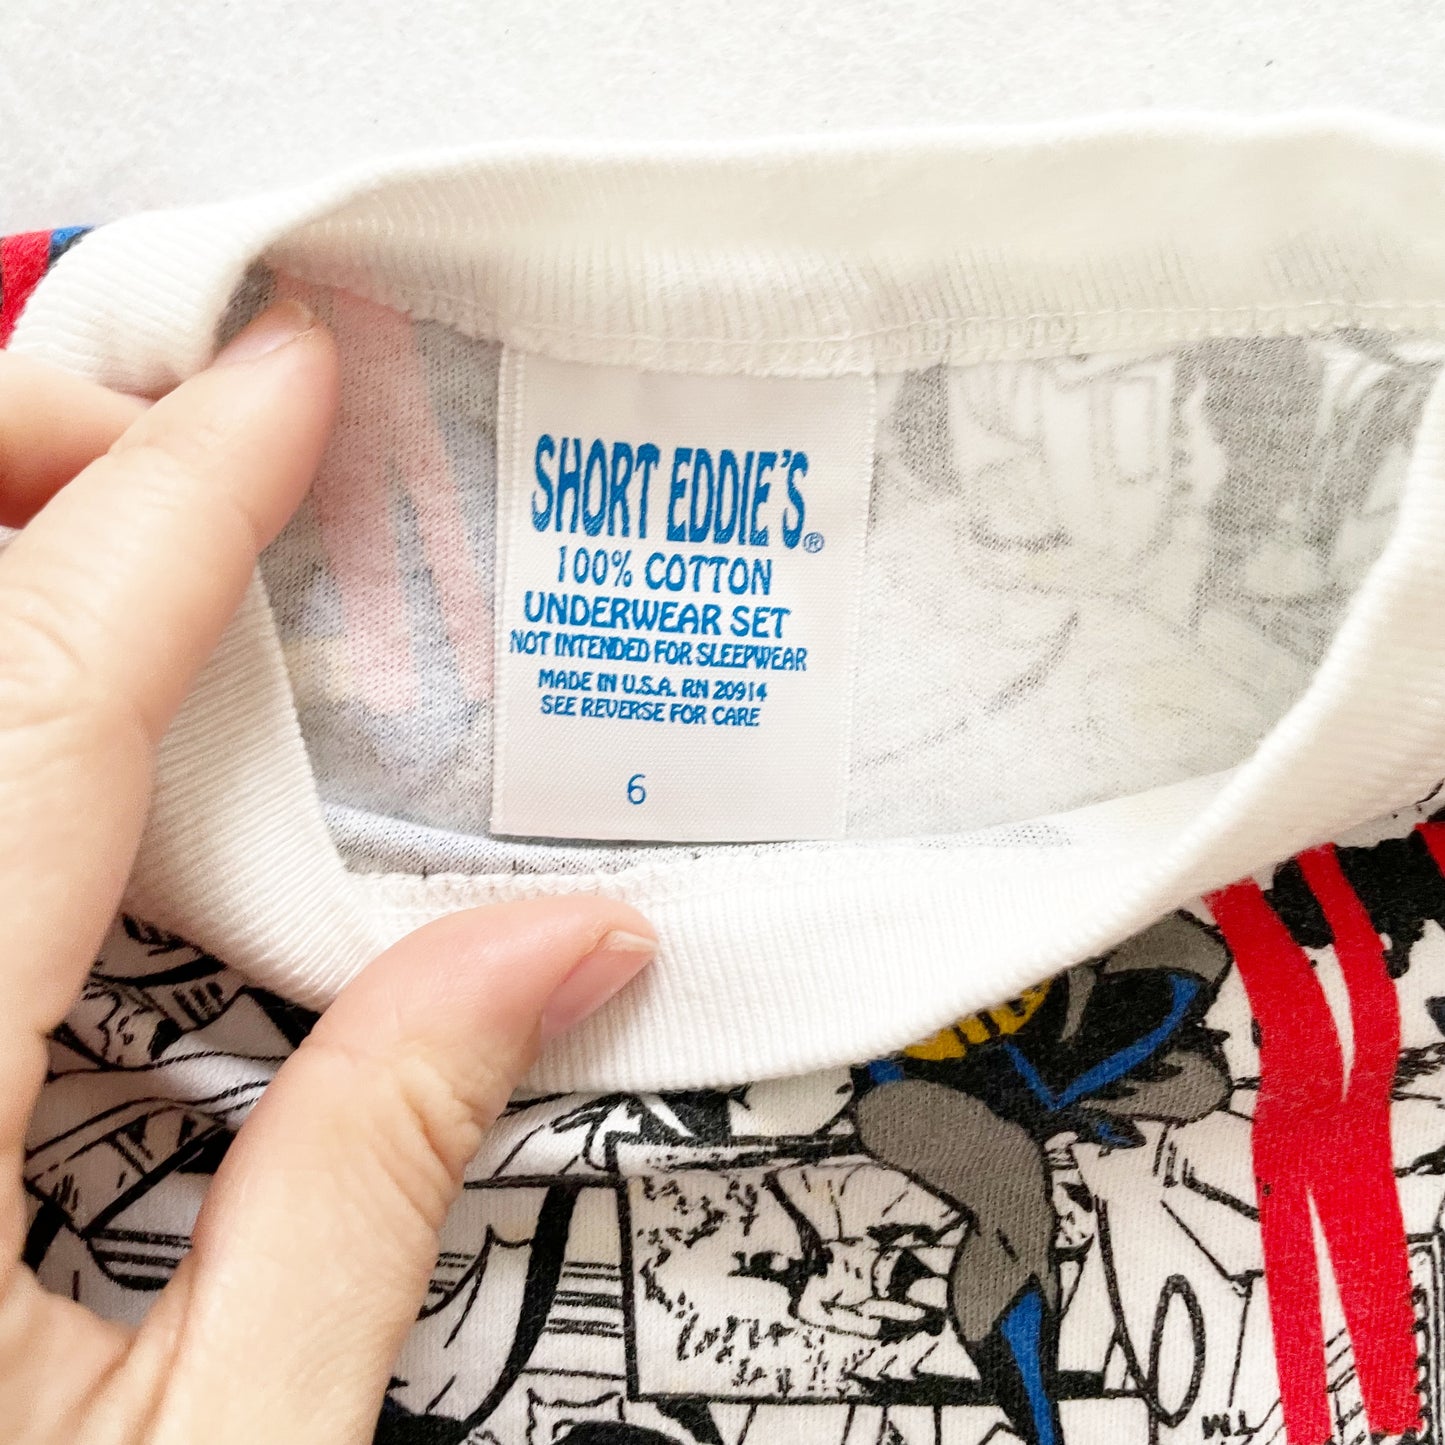 SHORT EDDIE'S®
100% COTTON
UNDERWEAR SET
NOT INTENDED FOR SLEEPWEAR
MADE IN U.S.A. RN 20914
SEE REVERSE FOR CARE
6
TM